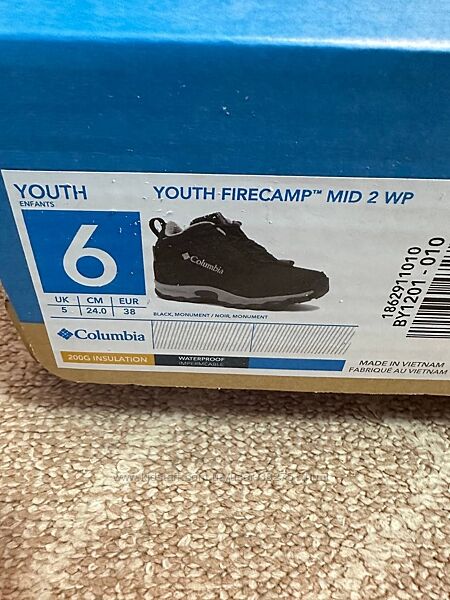 YOUTH
ENFANTS
YOUTH FIRECAMP™ MID 2 WP
6
UK CM EUR
5 24.0 38
Columbia
BLACK, MONUMENT / NOIR, MONUMENT
Columbia
200G INSULATION
WATERPROOF
IMPERMÉABLE
1862911010
BY1201 - 010
MADE IN VIETNAM
FABRIQUÉ AU VIETNAM